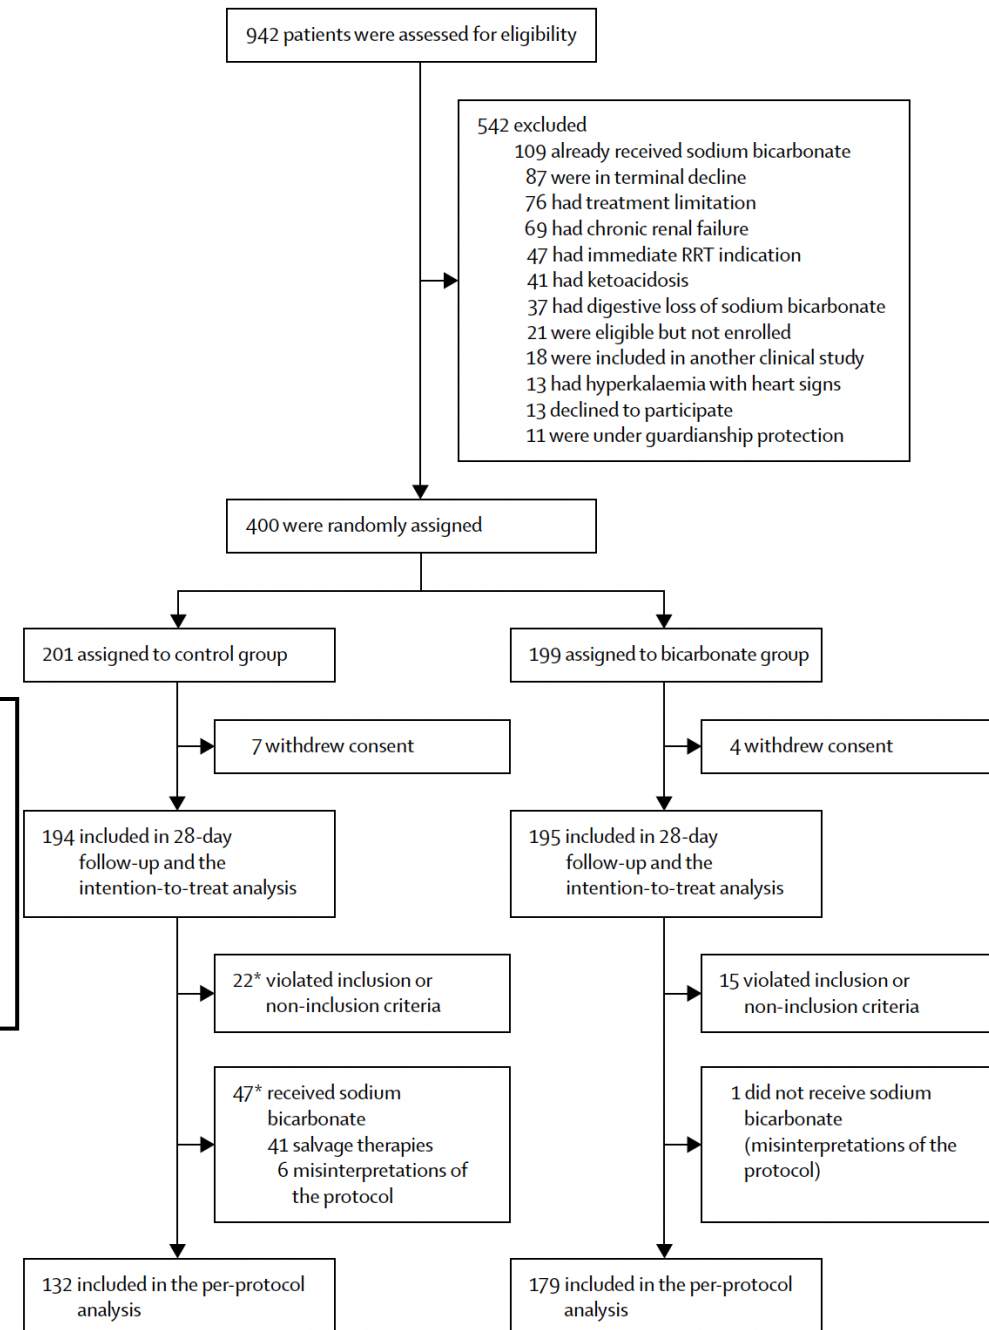 942 patients were assessed for eligibility
542 excluded
109 already received sodium bicarbonate
87 were in terminal decline
76 had treatment limitation
69 had chronic renal failure
47 had immediate RRT indication
41 had ketoacidosis
37 had digestive loss of sodium bicarbonate
21 were eligible but not enrolled
18 were included in another clinical study
13 had hyperkalaemia with heart signs
13 declined to participate
11 were under guardianship protection
400 were randomly assigned
201 assigned to control group
199 assigned to bicarbonate group
7 withdrew consent
4 withdrew consent
194 included in 28-day
follow-up and the
intention-to-treat analysis
195 included in 28-day
follow-up and the
intention-to-treat analysis
22* violated inclusion or
non-inclusion criteria
15 violated inclusion or
non-inclusion criteria
47* received sodium
bicarbonate
41 salvage therapies
6 misinterpretations of
the protocol
1 did not receive sodium
bicarbonate
(misinterpretations of the
protocol)
132 included in the per-protocol
analysis
179 included in the per-protocol
analysis